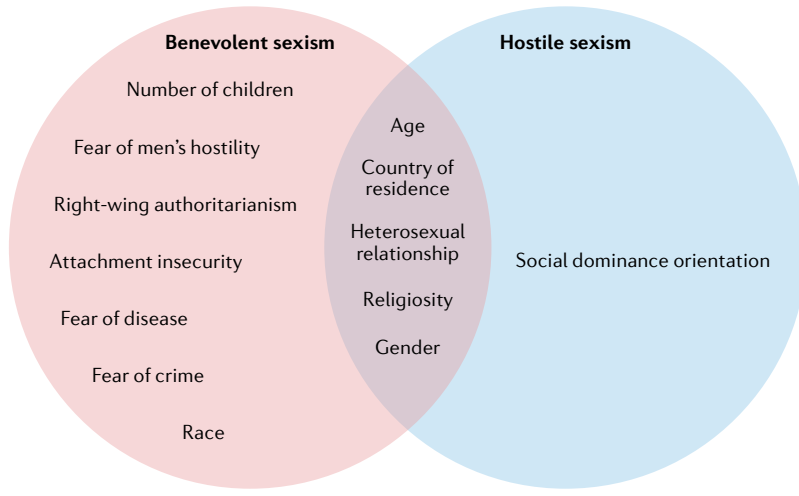 Benevolent sexism
Number of children
Fear of men's hostility
Right-wing authoritarianism
Attachment insecurity
Fear of disease
Fear of crime
Race
Age
Country of
residence
Heterosexual
relationship
Religiosity
Gender
Hostile sexism
Social dominance orientation